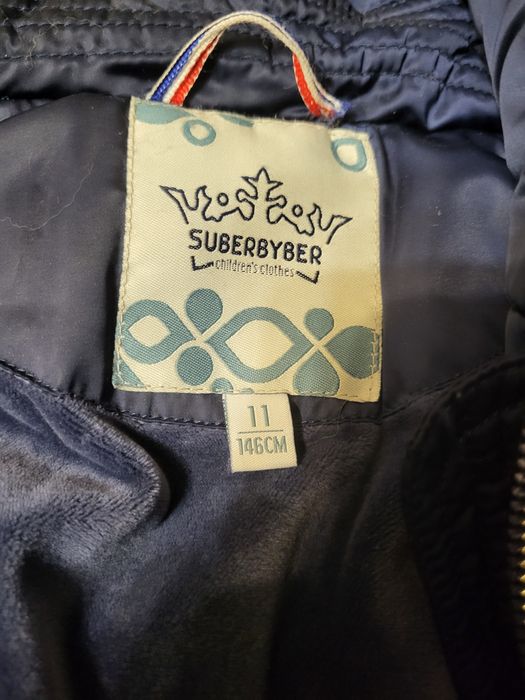 SUBERBYBER
children's clothes
11
146CM